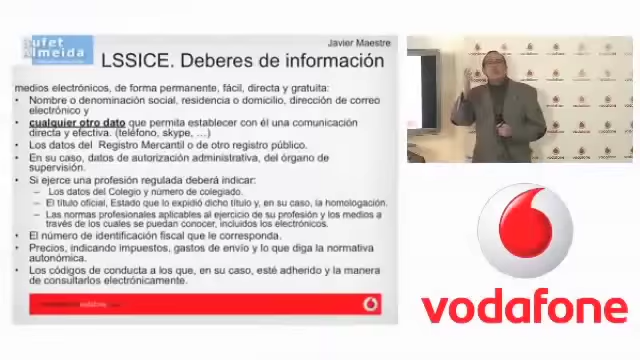 Bufet
Almeida
Javier Maestre
LSSICE. Deberes de información
medios electrónicos, de forma permanente, fácil, directa y gratuita:
• Nombre o denominación social, residencia o domicilio, dirección de correo
electrónico y
• cualquier otro dato que permita establecer con él una comunicación
directa y efectiva. (teléfono, skype, …)
• Los datos del Registro Mercantil o de otro registro público.
• En su caso, datos de autorización administrativa, del órgano de
supervisión.
• Si ejerce una profesión regulada deberá indicar:
– Los datos del Colegio y número de colegiado.
– El título oficial, Estado que lo expidió dicho título y, en su caso, la homologación.
– Las normas profesionales aplicables al ejercicio de su profesión y los medios a
través de los cuales se puedan conocer, incluidos los electrónicos.
• El número de identificación fiscal que le corresponda.
• Precios, indicando impuestos, gastos de envío y lo que diga la normativa
autonómica.
• Los códigos de conducta a los que, en su caso, esté adherido y la manera
de consultarlos electrónicamente.
vodafone
vodafone